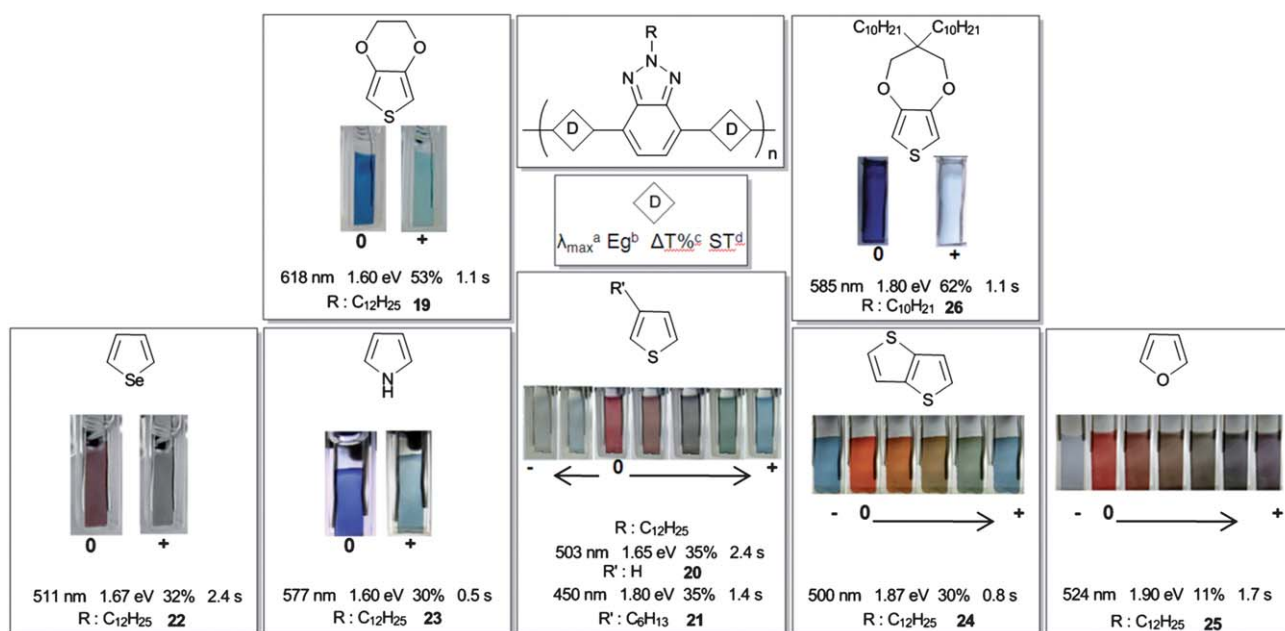 O O
S
0 +
618 nm 1.60 eV 53% 1.1 s
R : C₁₂H₂₅ 19
R
N
N N
D D
n
D
λmaxᵃ Egᵇ ΔT%ᶜ STᵈ
C₁₀H₂₁ C₁₀H₂₁
O O
S
0 +
585 nm 1.80 eV 62% 1.1 s
R : C₁₀H₂₁ 26
Se
0 +
511 nm 1.67 eV 32% 2.4 s
R : C₁₂H₂₅ 22
N
H
0 +
577 nm 1.60 eV 30% 0.5 s
R : C₁₂H₂₅ 23
R'
S
- 0 +
R : C₁₂H₂₅
503 nm 1.65 eV 35% 2.4 s
R' : H 20
450 nm 1.80 eV 35% 1.4 s
R' : C₆H₁₃ 21
S
S
- 0 +
500 nm 1.87 eV 30% 0.8 s
R : C₁₂H₂₅ 24
O
- 0 +
524 nm 1.90 eV 11% 1.7 s
R : C₁₂H₂₅ 25